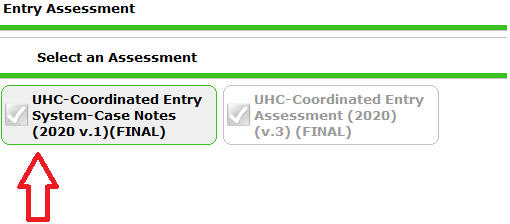 Entry Assessment
Select an Assessment
UHC-Coordinated Entry
System-Case Notes
(2020 v.1)(FINAL)
UHC-Coordinated Entry
Assessment (2020)
(v.3) (FINAL)